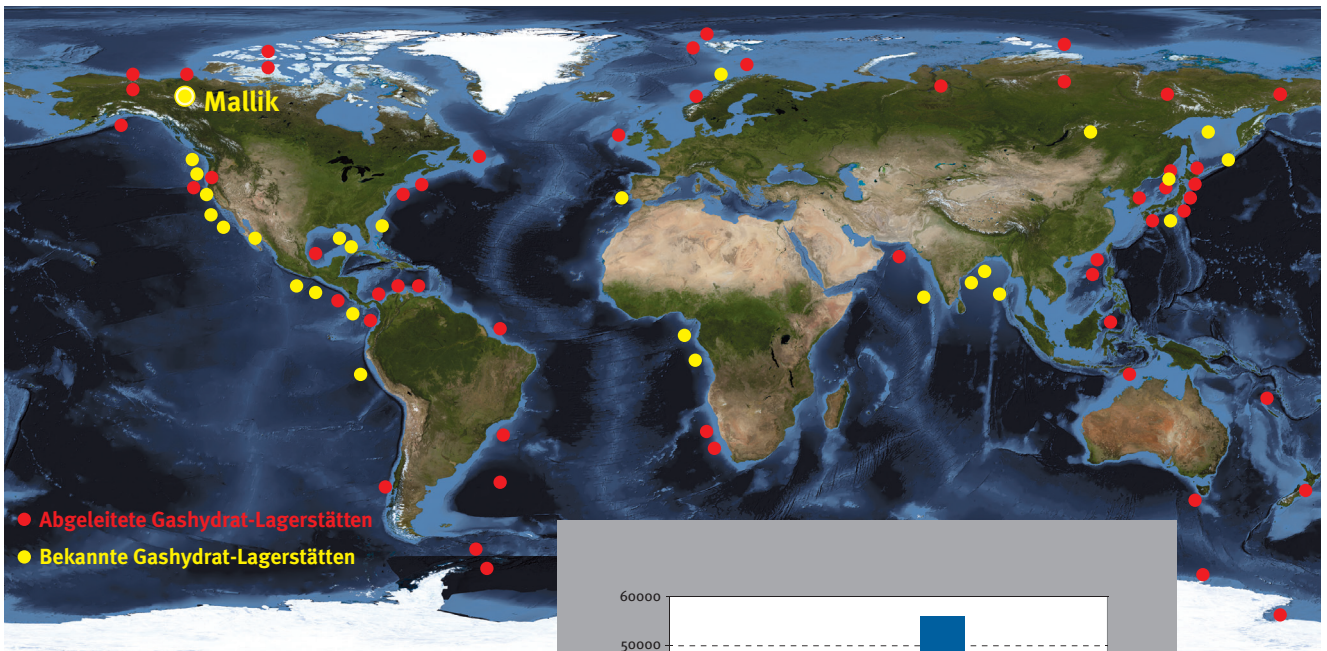 Mallik
Abgeleitete Gashydrat-Lagerstätten
Bekannte Gashydrat-Lagerstätten
60000
50000